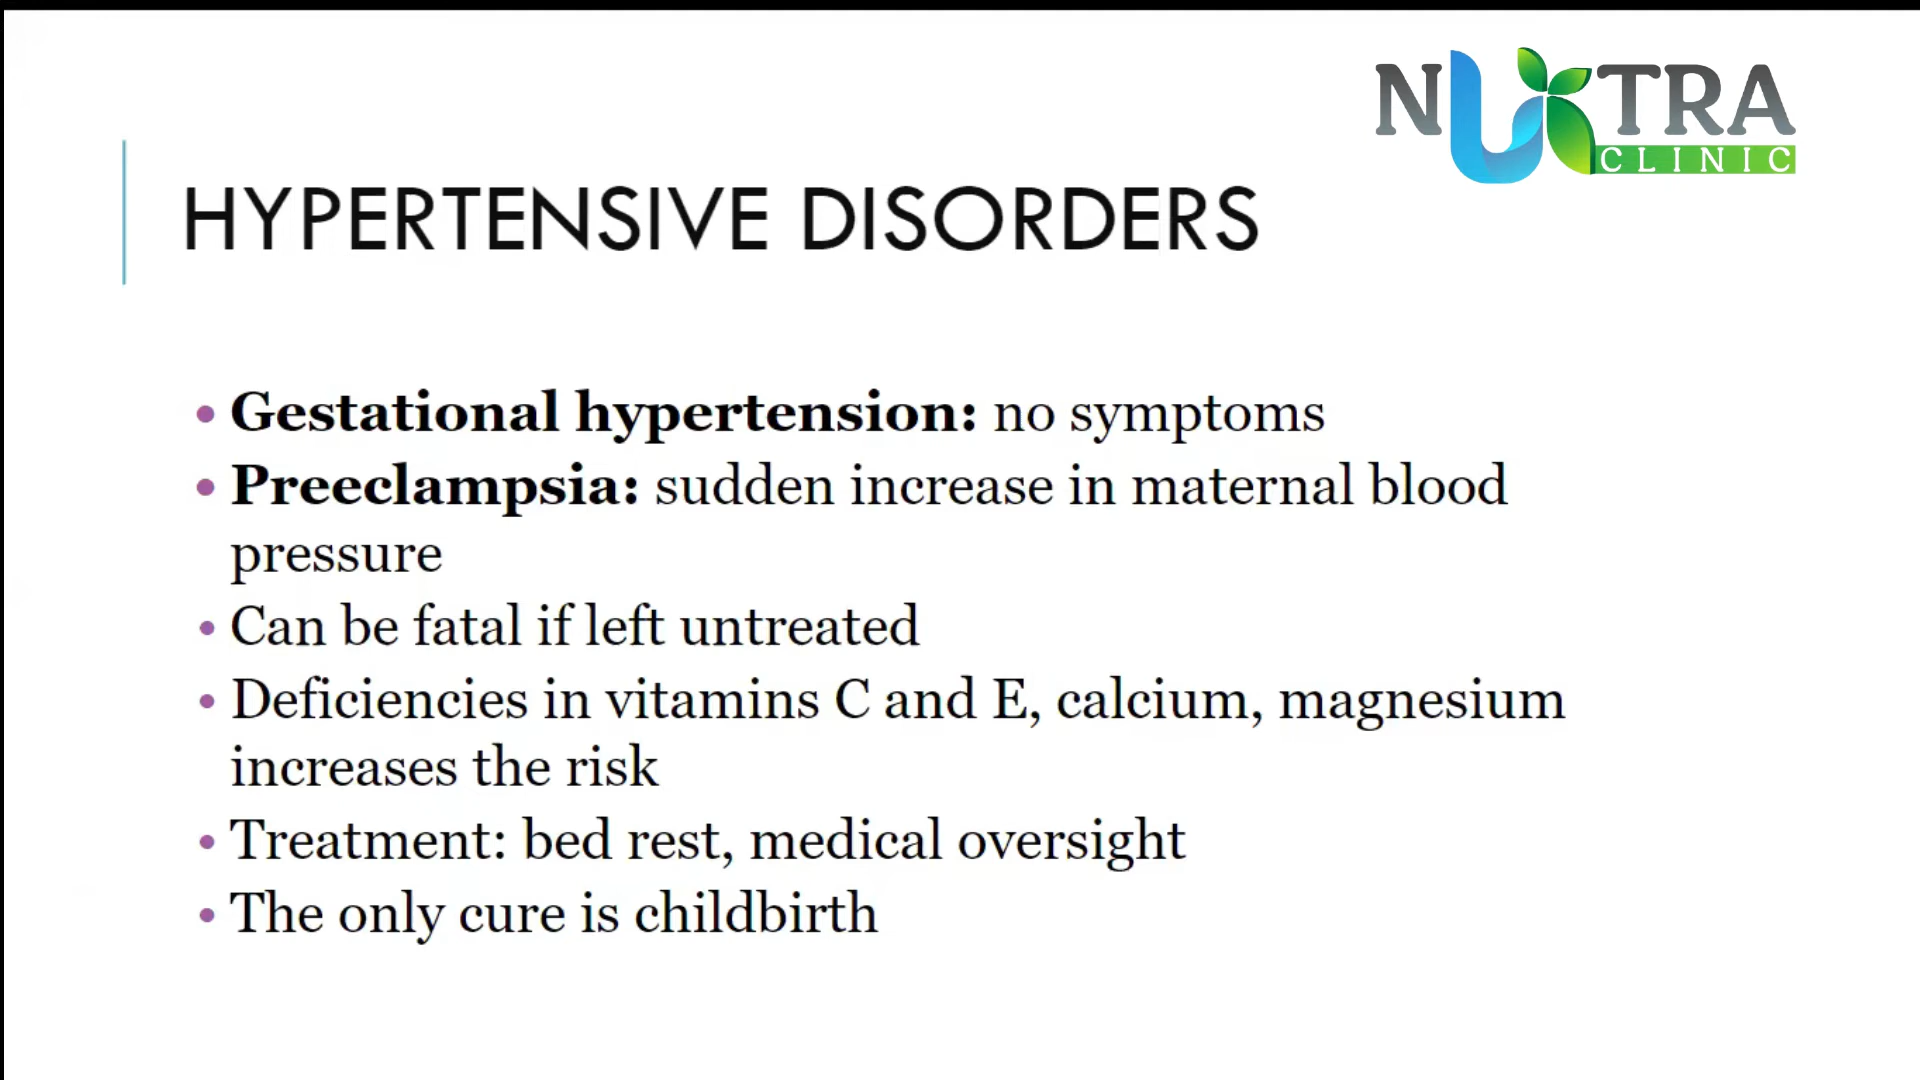 NUTRA
CLINIC
HYPERTENSIVE DISORDERS
• Gestational hypertension: no symptoms
• Preeclampsia: sudden increase in maternal blood
pressure
• Can be fatal if left untreated
• Deficiencies in vitamins C and E, calcium, magnesium
increases the risk
• Treatment: bed rest, medical oversight
• The only cure is childbirth